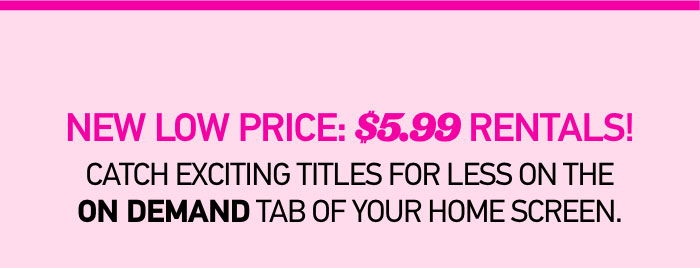 NEW LOW PRICE: $5.99 RENTALS!
CATCH EXCITING TITLES FOR LESS ON THE
ON DEMAND TAB OF YOUR HOME SCREEN.